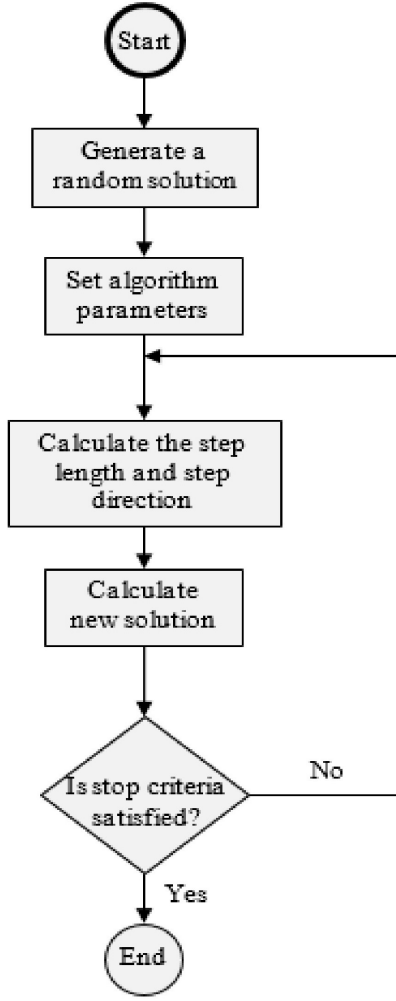 Start
Generate a
random solution
Set algorithm
parameters
Calculate the step
length and step
direction
Calculate
new solution
Is stop criteria
satisfied?
No
Yes
End